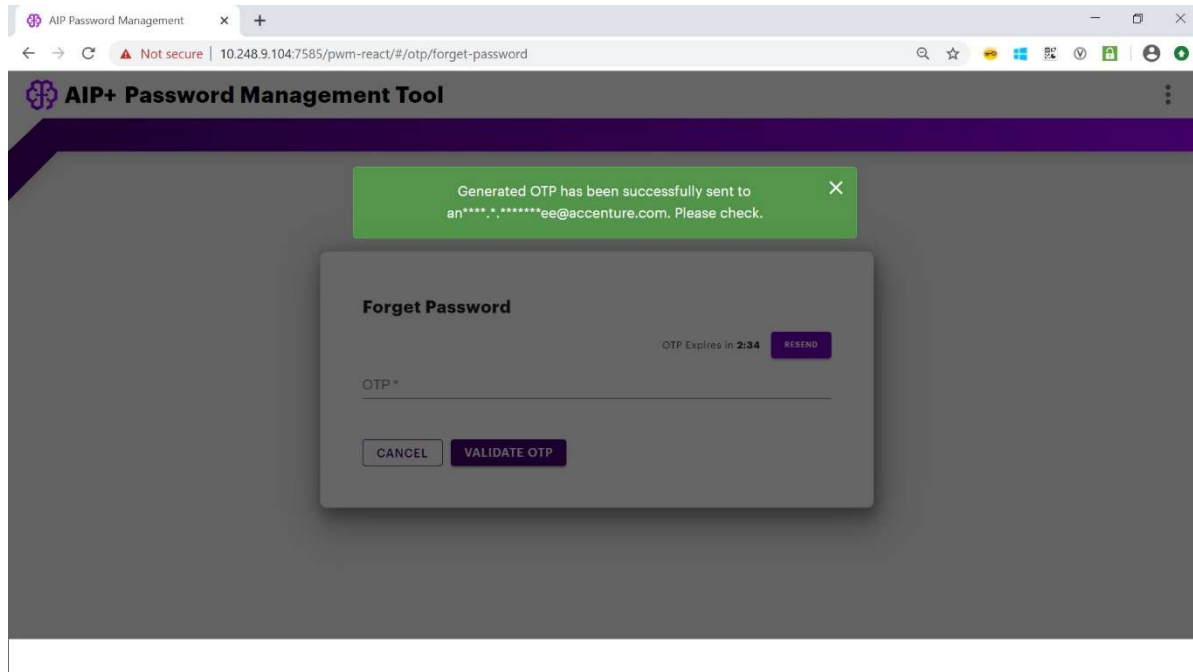 AIP Password Management
Not secure | 10.248.9.104:7585/pwm-react/#/otp/forget-password
AIP+ Password Management Tool
Generated OTP has been successfully sent to
an****.*.*******ee@accenture.com. Please check.
Forget Password
OTP Expires in 2:34 RESEND
OTP *
CANCEL VALIDATE OTP